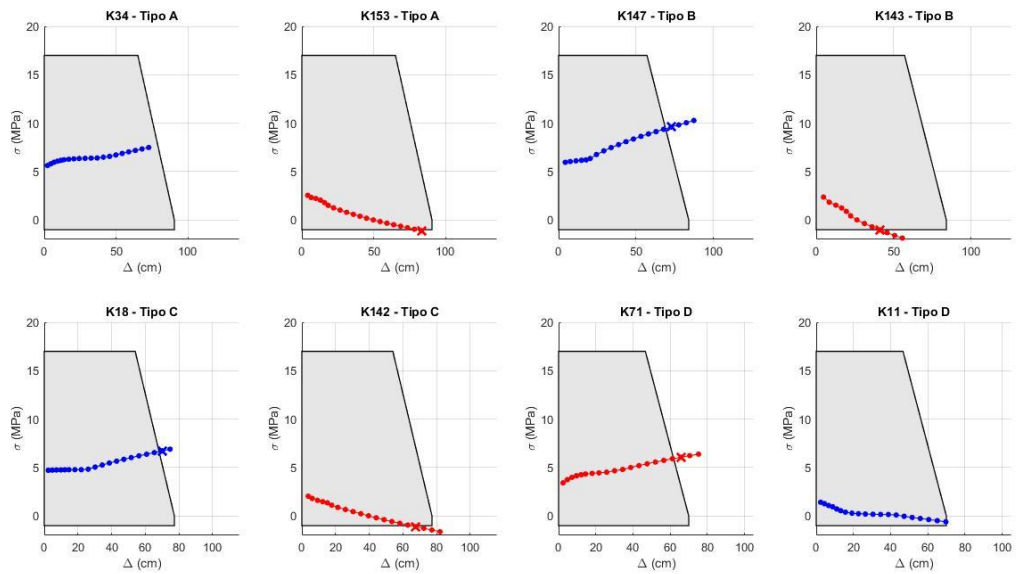 K34 - Tipo A
20
15
10
5
0
σ (MPa)
0
50
100
Δ (cm)
K153 - Tipo A
20
15
10
5
0
σ (MPa)
0
50
100
Δ (cm)
K147 - Tipo B
20
15
10
5
0
σ (MPa)
0
50
100
Δ (cm)
K143 - Tipo B
20
15
10
5
0
σ (MPa)
0
50
100
Δ (cm)
K18 - Tipo C
20
15
10
5
0
σ (MPa)
0 20 40 60 80 100
Δ (cm)
K142 - Tipo C
20
15
10
5
0
σ (MPa)
0 20 40 60 80 100
Δ (cm)
K71 - Tipo D
20
15
10
5
0
σ (MPa)
0 20 40 60 80 100
Δ (cm)
K11 - Tipo D
20
15
10
5
0
σ (MPa)
0 20 40 60 80 100
Δ (cm)